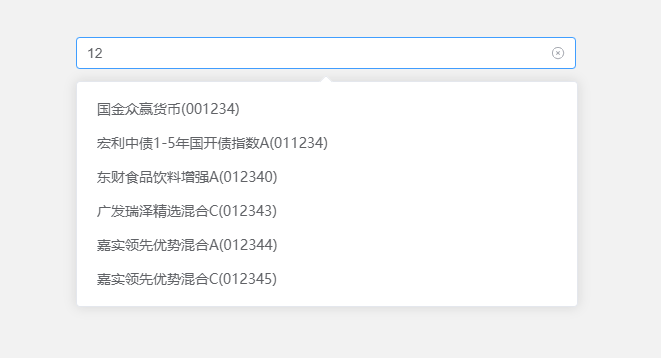 12
国金众赢货币(001234)
宏利中债1-5年国开债指数A(011234)
东财食品饮料增强A(012340)
广发瑞泽精选混合C(012343)
嘉实领先优势混合A(012344)
嘉实领先优势混合C(012345)